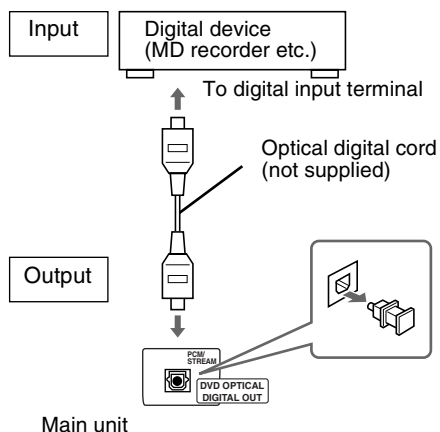 Input
Digital device
(MD recorder etc.)
To digital input terminal
Optical digital cord
(not supplied)
Output
PCM/
STREAM
DVD OPTICAL
DIGITAL OUT
Main unit